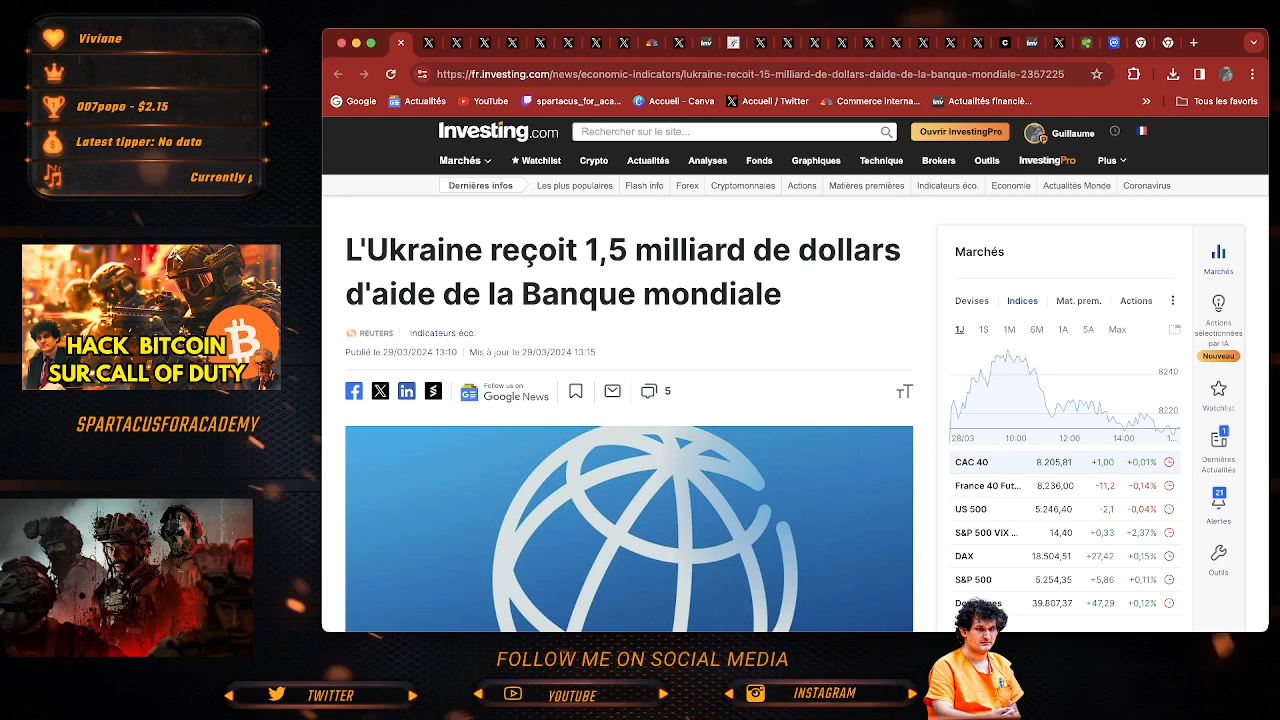 Viviane
007popo - $2.15
Latest tipper: No data
Currently
HACK BITCOIN
SUR CALL OF DUTY
SPARTACUSFORACADEMY
https://fr.investing.com/news/economic-indicators/lukraine-recoit-15-milliard-de-dollars-daide-de-la-banque-mondiale-2357225
Google Actualités YouTube spartacus_for_aca... Accueil - Canva Accueil / Twitter Commerce Interna... Actualités financiè... » Tous les favoris
Investing.com Rechercher sur le site... Ouvrir InvestingPro Guillaume
Marchés Watchlist Crypto Actualités Analyses Fonds Graphiques Technique Brokers Outils InvestingPro Plus
Dernières infos Les plus populaires Flash info Forex Cryptomonnaies Actions Matières premières Indicateurs éco. Economie Actualités Monde Coronavirus
L'Ukraine reçoit 1,5 milliard de dollars
d'aide de la Banque mondiale
REUTERS Indicateurs éco.
Publié le 29/03/2024 13:10 Mis à jour le 29/03/2024 13:15
Follow us on
Google News
5
TT
Marchés
Devises Indices Mat. prem. Actions
1J 1S 1M 6M 1A 5A Max
8240
8220
28/03 10:00 12:00 14:00 1...
CAC 40 8.205,81 +1,00 +0,01%
France 40 Fut... 8.236,00 -11,2 -0,14%
US 500 5.246,40 -2,1 -0,04%
S&P 500 VIX ... 14,40 +0,33 +2,37%
DAX 18.504,51 +27,42 +0,15%
S&P 500 5.254,35 +5,86 +0,11%
39.807,37 +47,29 +0,12%
Marchés
Actions
sélectionnées
par IA
Nouveau
Watchlist
1
Dernières
Actualités
21
Alertes
Outils
FOLLOW ME ON SOCIAL MEDIA
TWITTER
YOUTUBE
INSTAGRAM